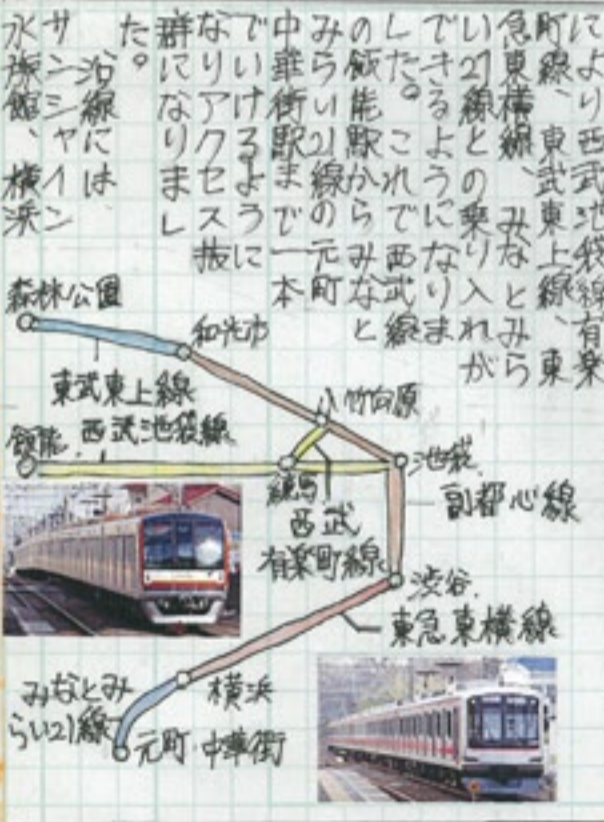 により西武池袋線、有楽
町線、東武東上線、東
急東横線、みなとみら
い21線との乗り入れが
できるようになりま
した。これで西武線
の飯能駅からみなと
みらい21線の元町
中華街駅まで一本
でいけるように
なりアクセス抜
群になりまし
た。
沿線には
サンシャイン
水族館、横浜
森林公園
和光市
東武東上線
小竹向原
飯能
西武池袋線
池袋
練馬
副都心線
西武
有楽町線
渋谷
東急東横線
横浜
みなとみ
らい21線
元町・中華街